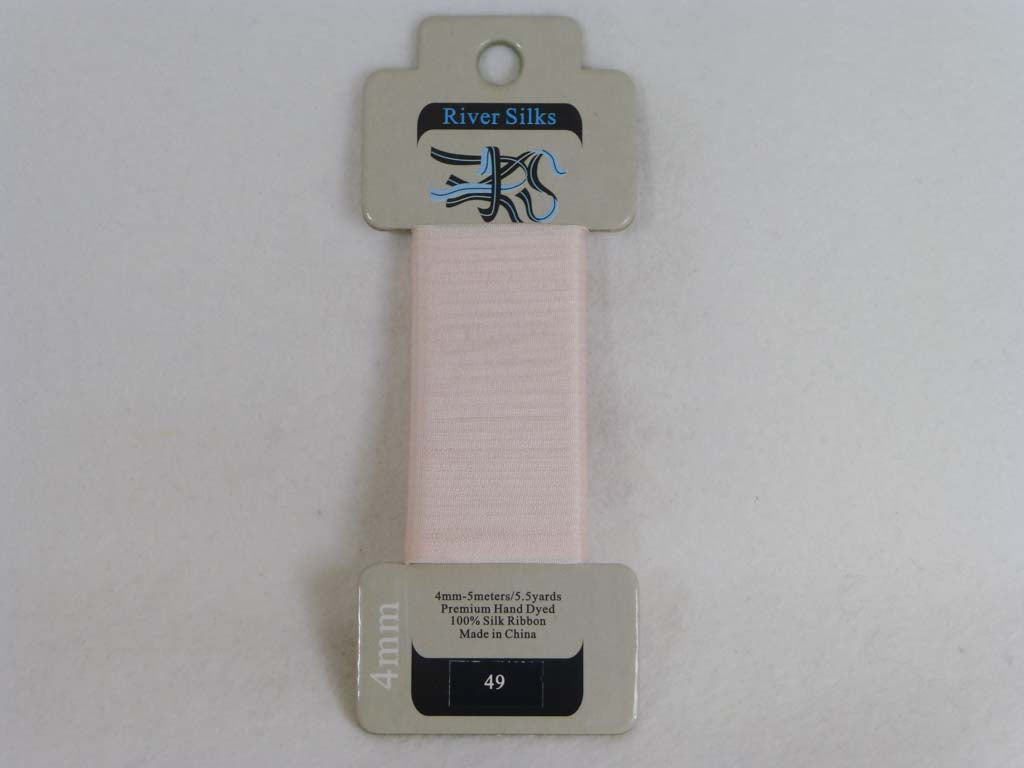 River Silks
4mm-5meters/5.5yards
Premium Hand Dyed
100% Silk Ribbon
Made in China
4mm
49